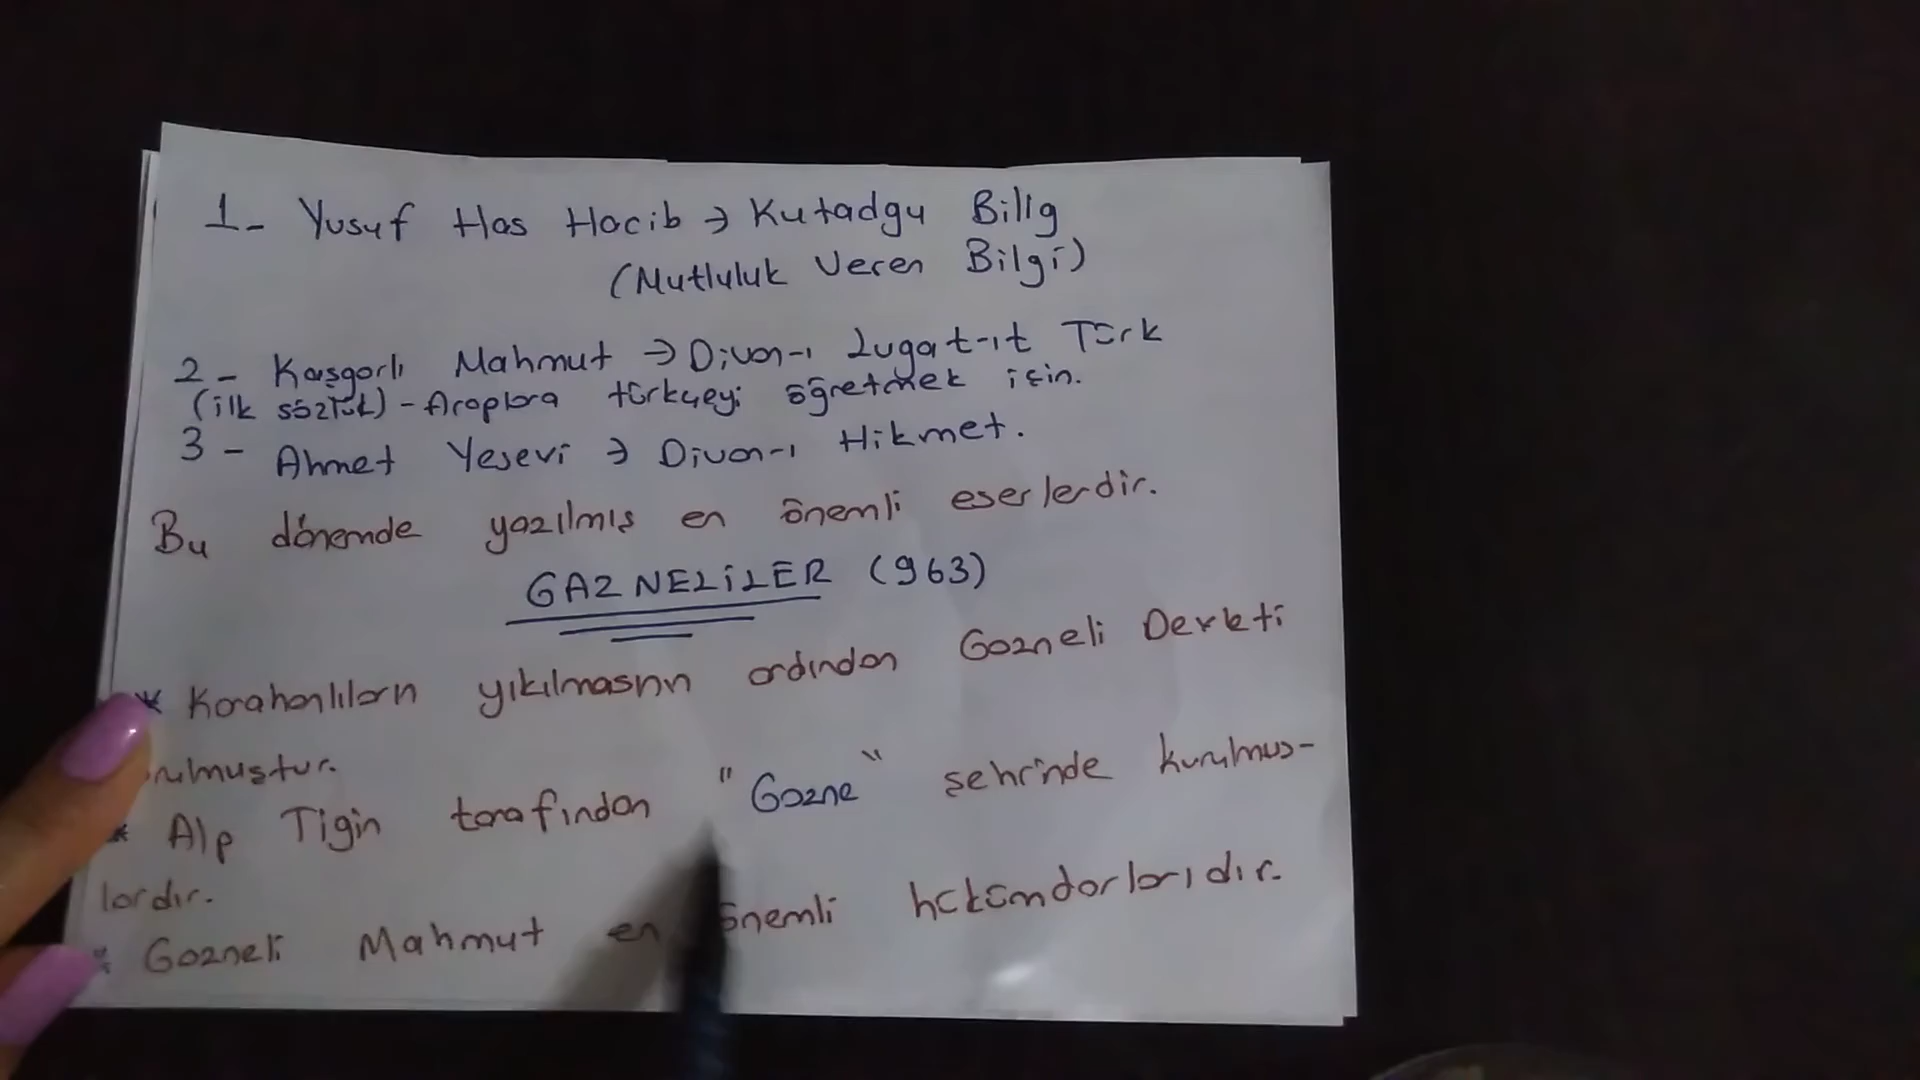 1- Yusuf Has Hacib → Kutadgu Bilig
(Mutluluk Veren Bilgi)
2- Kaşgarlı Mahmut → Divan-ı Lugat-ıt Türk
(ilk sözlük) - Araplara türkçeyi öğretmek için.
3- Ahmet Yesevi → Divan-ı Hikmet.
Bu dönemde yazılmış en önemli eserlerdir.
GAZNELİLER (963)
* Karahanlıların yıkılmasının ardından Gazneli Devleti
rulmuştur.
* Alp Tigin tarafından "Gazne" şehrinde kurulmuş-
lardır.
* Gazneli Mahmut en önemli hükümdarlarıdır.